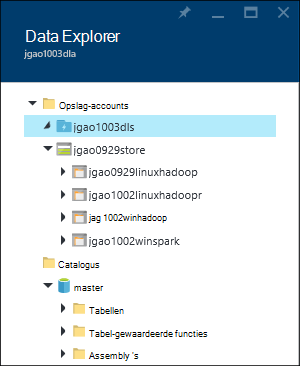 Data Explorer
jgao1003dla
Opslag-accounts
jgao1003dls
jgao0929store
jgao0929linuxhadoop
jgao1002linuxhadoopr
jag 1002winhadoop
jgao1002winspark
Catalogus
master
Tabellen
Tabel-gewaardeerde functies
Assembly 's